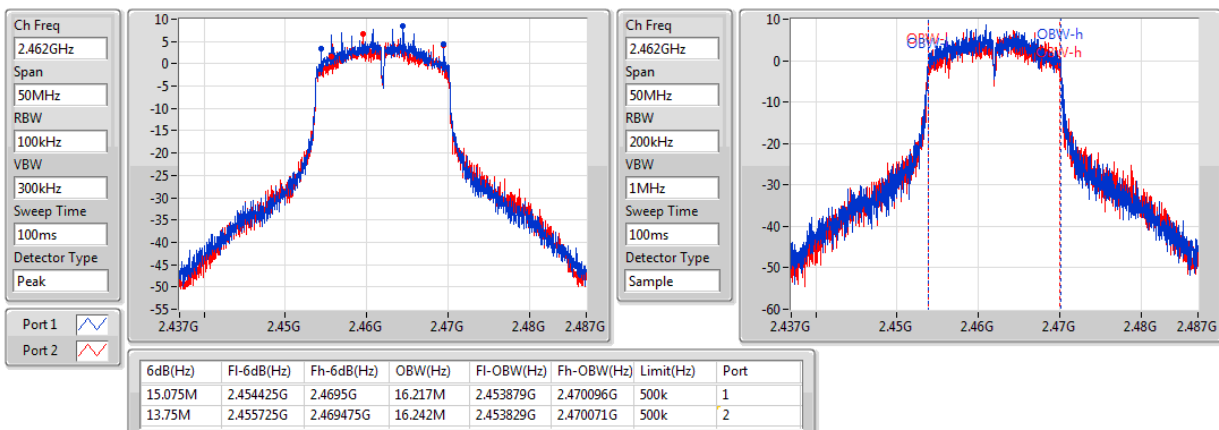 Ch Freq
2.462GHz
Span
50MHz
RBW
100kHz
VBW
300kHz
Sweep Time
100ms
Detector Type
Peak
Port 1
Port 2
10
5
0
-5
-10
-15
-20
-25
-30
-35
-40
-45
-50
-55
2.437G 2.45G 2.46G 2.47G 2.48G 2.487G
Ch Freq
2.462GHz
Span
50MHz
RBW
200kHz
VBW
1MHz
Sweep Time
100ms
Detector Type
Sample
10
0
-10
-20
-30
-40
-50
-60
OBW-h
OBW-h
2.437G 2.45G 2.46G 2.47G 2.48G 2.487G
6dB(Hz) Fl-6dB(Hz) Fh-6dB(Hz) OBW(Hz) Fl-OBW(Hz) Fh-OBW(Hz) Limit(Hz) Port
15.075M 2.454425G 2.4695G 16.217M 2.453879G 2.470096G 500k 1
13.75M 2.455725G 2.469475G 16.242M 2.453829G 2.470071G 500k 2